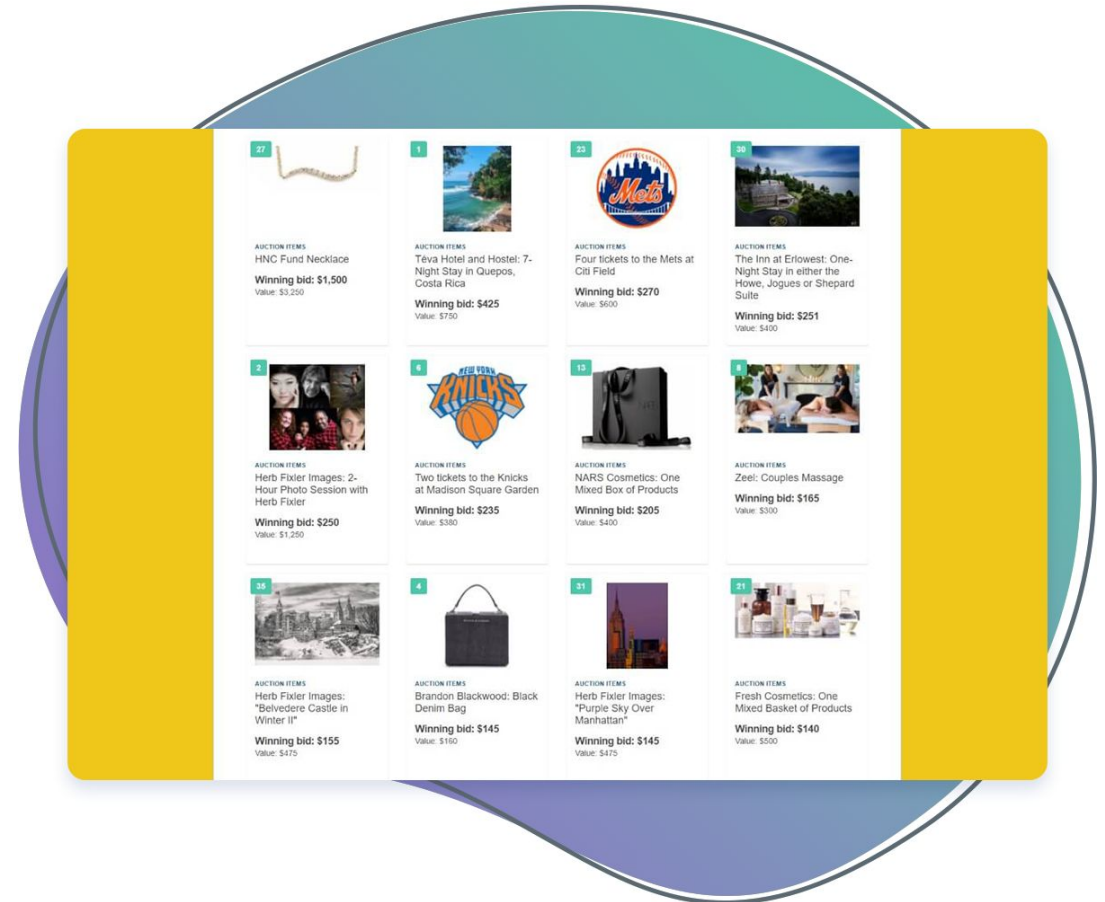 27
AUCTION ITEMS
HNC Fund Necklace
Winning bid: $1,500
Value: $3,250
1
AUCTION ITEMS
Téva Hotel and Hostel: 7-
Night Stay in Quepos,
Costa Rica
Winning bid: $425
Value: $750
23
Mets
AUCTION ITEMS
Four tickets to the Mets at
Citi Field
Winning bid: $270
Value: $600
30
AUCTION ITEMS
The Inn at Erlowest: One-
Night Stay in either the
Howe, Jogues or Shepard
Suite
Winning bid: $251
Value: $400
2
AUCTION ITEMS
Herb Fixler Images: 2-
Hour Photo Session with
Herb Fixler
Winning bid: $250
Value: $1,250
6
NEW YORK
KNICKS
AUCTION ITEMS
Two tickets to the Knicks
at Madison Square Garden
Winning bid: $235
Value: $380
13
AUCTION ITEMS
NARS Cosmetics: One
Mixed Box of Products
Winning bid: $205
Value: $400
8
AUCTION ITEMS
Zeel: Couples Massage
Winning bid: $165
Value: $300
35
AUCTION ITEMS
Herb Fixler Images:
"Belvedere Castle in
Winter II"
Winning bid: $155
Value: $475
4
AUCTION ITEMS
Brandon Blackwood: Black
Denim Bag
Winning bid: $145
Value: $160
31
AUCTION ITEMS
Herb Fixler Images:
"Purple Sky Over
Manhattan"
Winning bid: $145
Value: $475
21
AUCTION ITEMS
Fresh Cosmetics: One
Mixed Basket of Products
Winning bid: $140
Value: $500